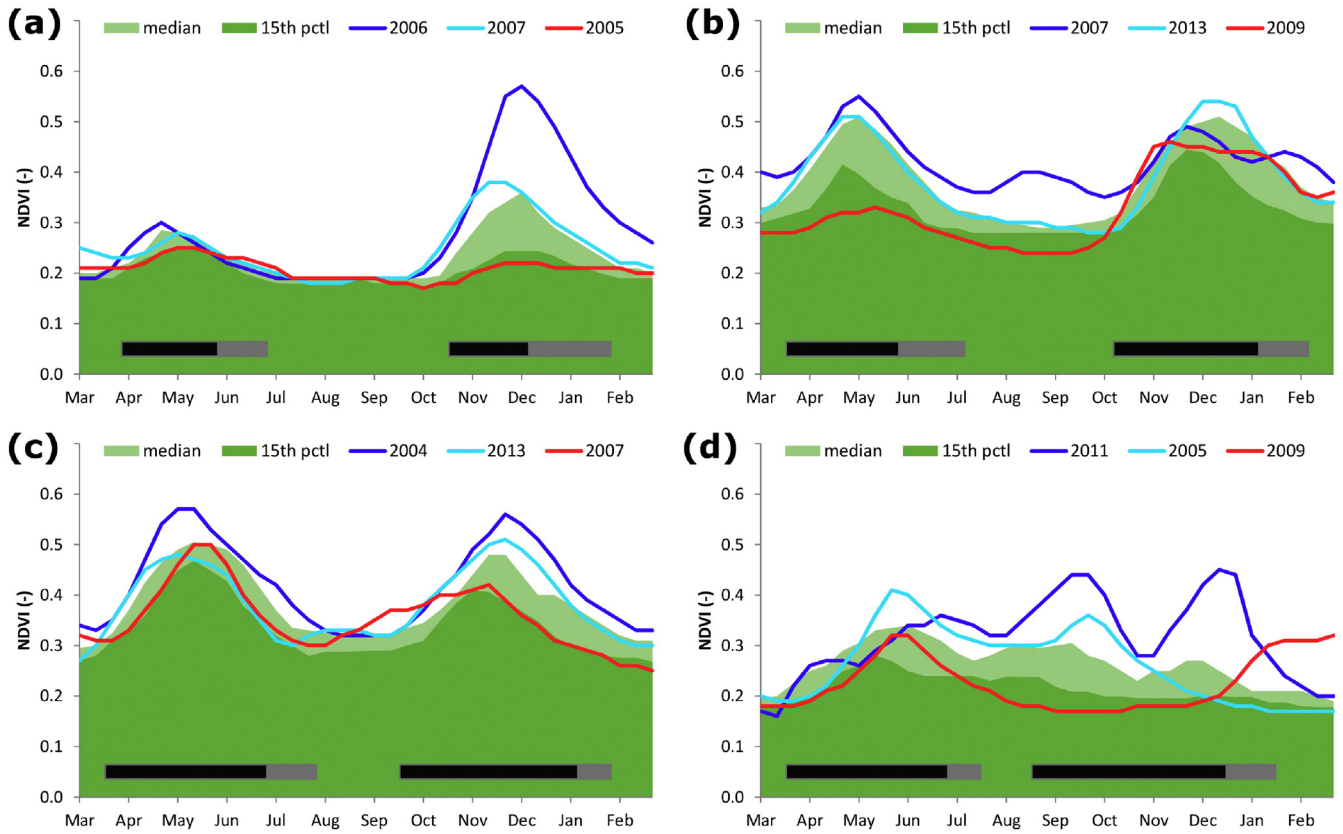 (a) median 15th pctl 2006 2007 2005
NDVI (-)
0.6
0.5
0.4
0.3
0.2
0.1
0.0
Mar Apr May Jun Jul Aug Sep Oct Nov Dec Jan Feb
(b) median 15th pctl 2007 2013 2009
NDVI (-)
0.6
0.5
0.4
0.3
0.2
0.1
0.0
Mar Apr May Jun Jul Aug Sep Oct Nov Dec Jan Feb
(c) median 15th pctl 2004 2013 2007
NDVI (-)
0.6
0.5
0.4
0.3
0.2
0.1
0.0
Mar Apr May Jun Jul Aug Sep Oct Nov Dec Jan Feb
(d) median 15th pctl 2011 2005 2009
NDVI (-)
0.6
0.5
0.4
0.3
0.2
0.1
0.0
Mar Apr May Jun Jul Aug Sep Oct Nov Dec Jan Feb